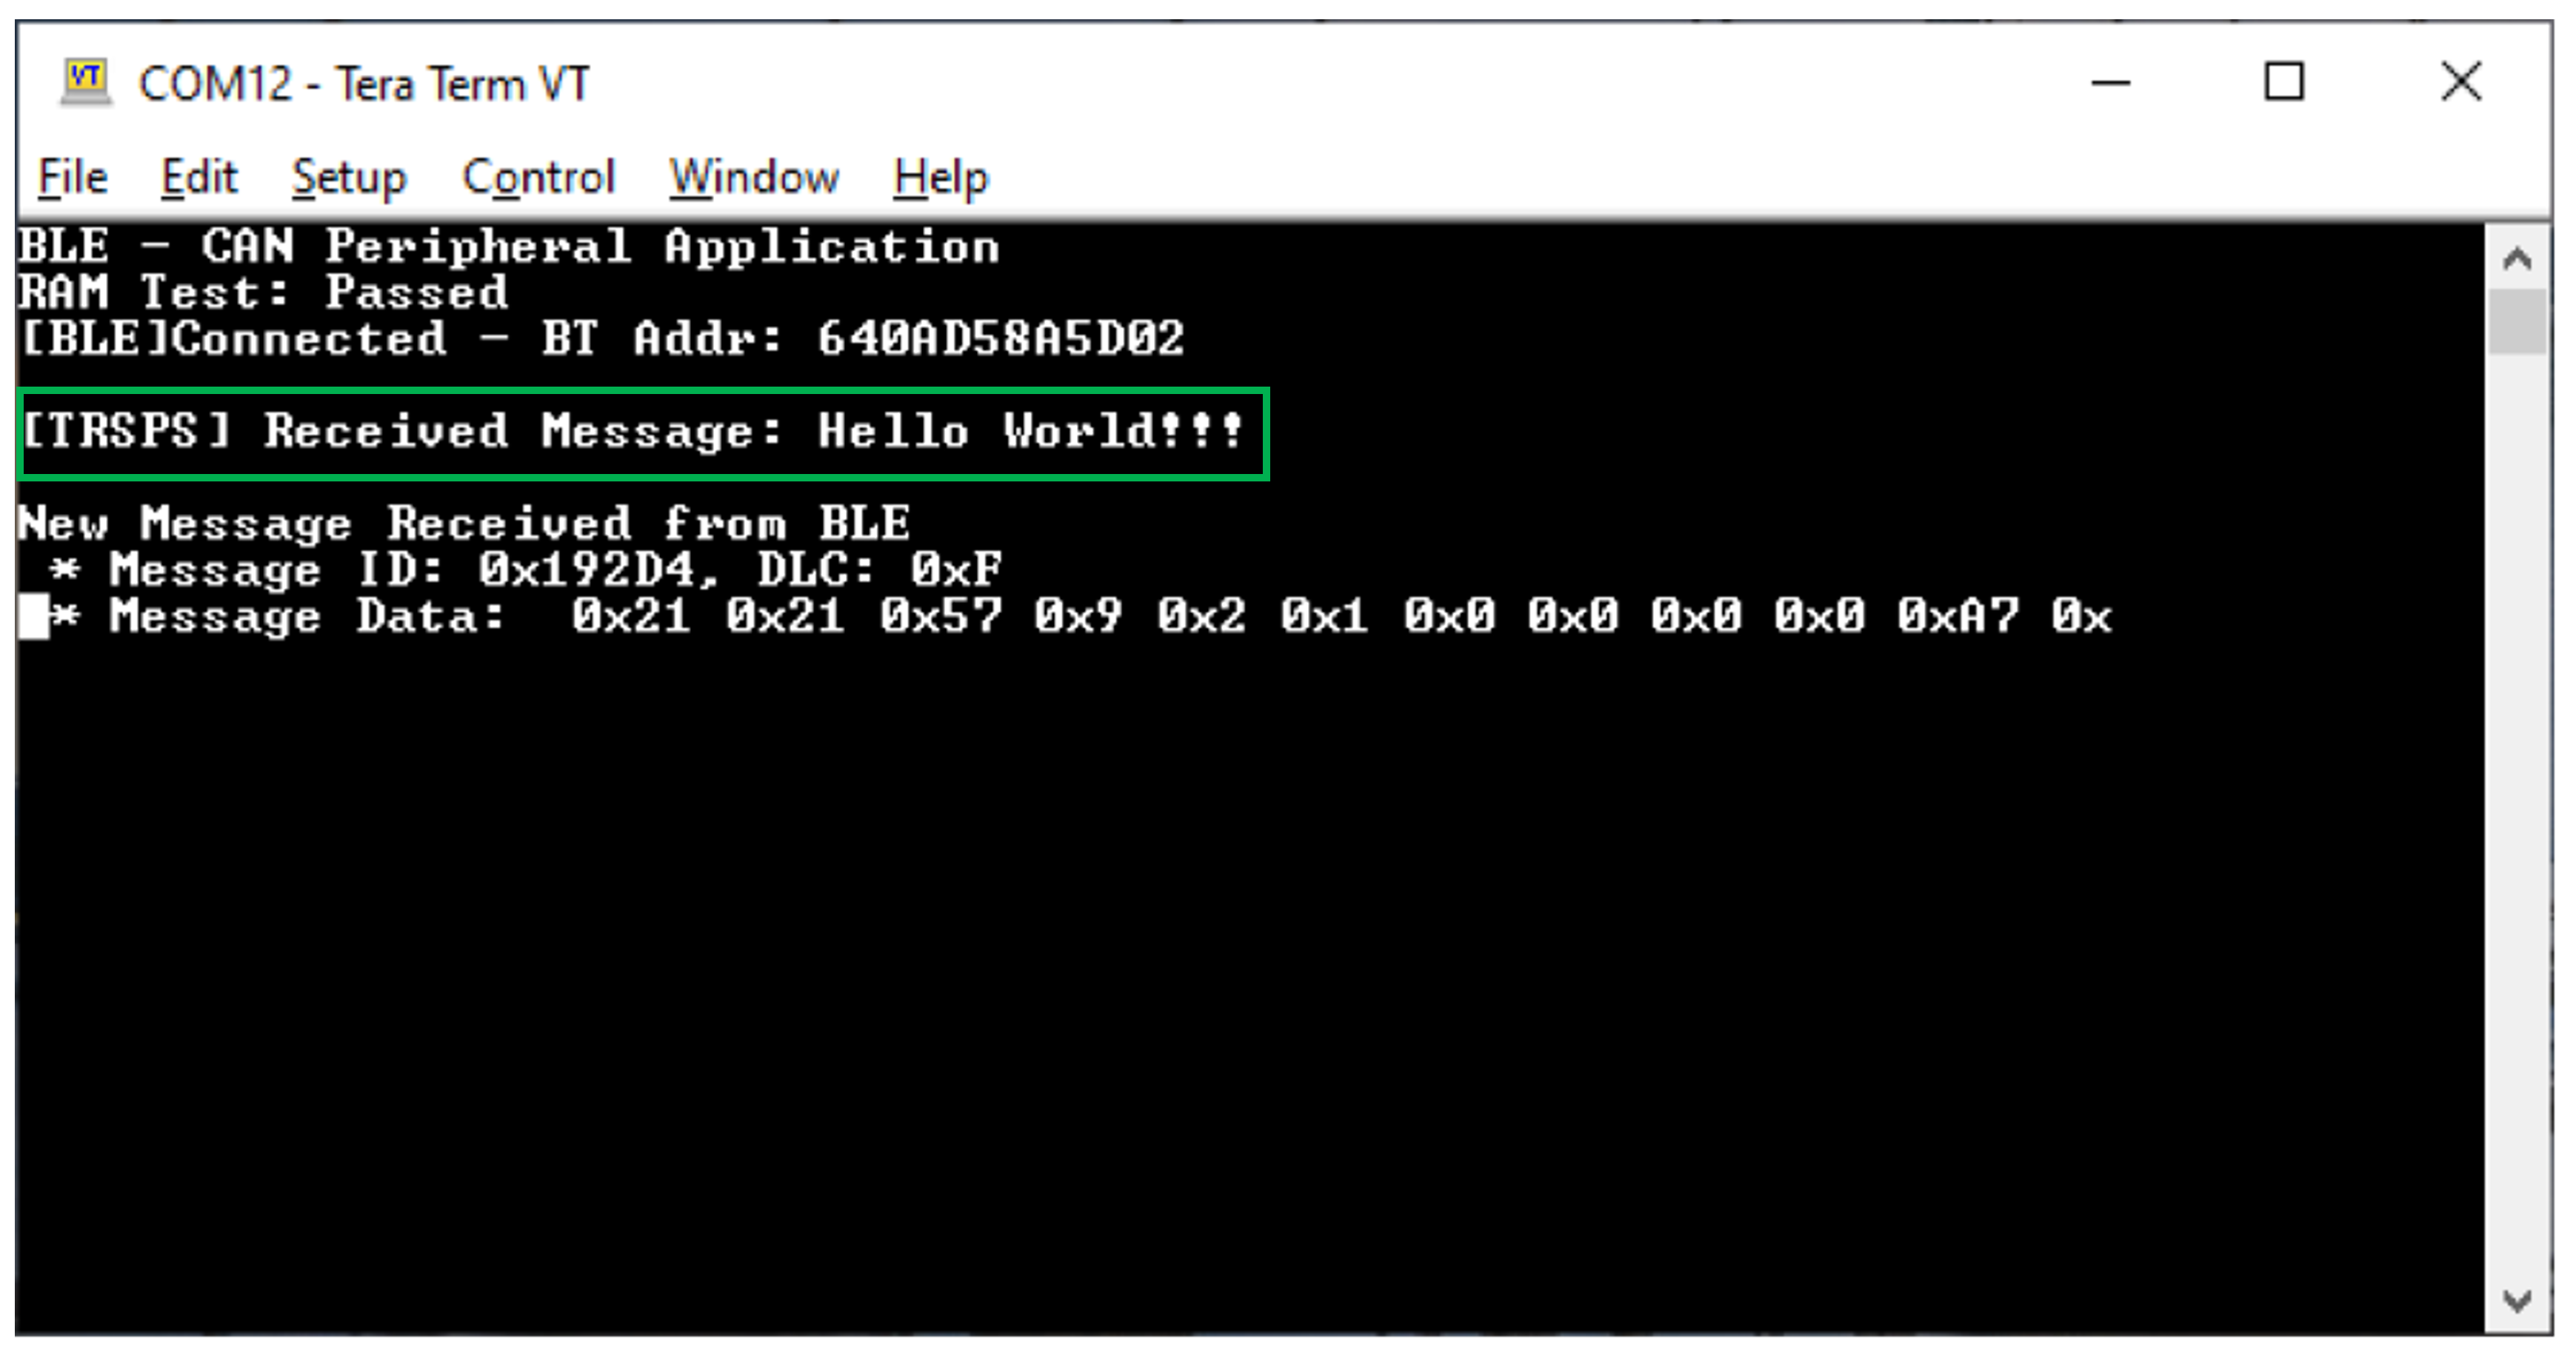 VT COM12 - Tera Term VT
File Edit Setup Control Window Help
BLE - CAN Peripheral Application
RAM Test: Passed
[BLE]Connected - BT Addr: 640AD58A5D02
[TRSPS] Received Message: Hello World!!!
New Message Received from BLE
* Message ID: 0x192D4, DLC: 0xF
* Message Data:  0x21 0x21 0x57 0x9 0x2 0x1 0x0 0x0 0x0 0x0 0xA7 0x